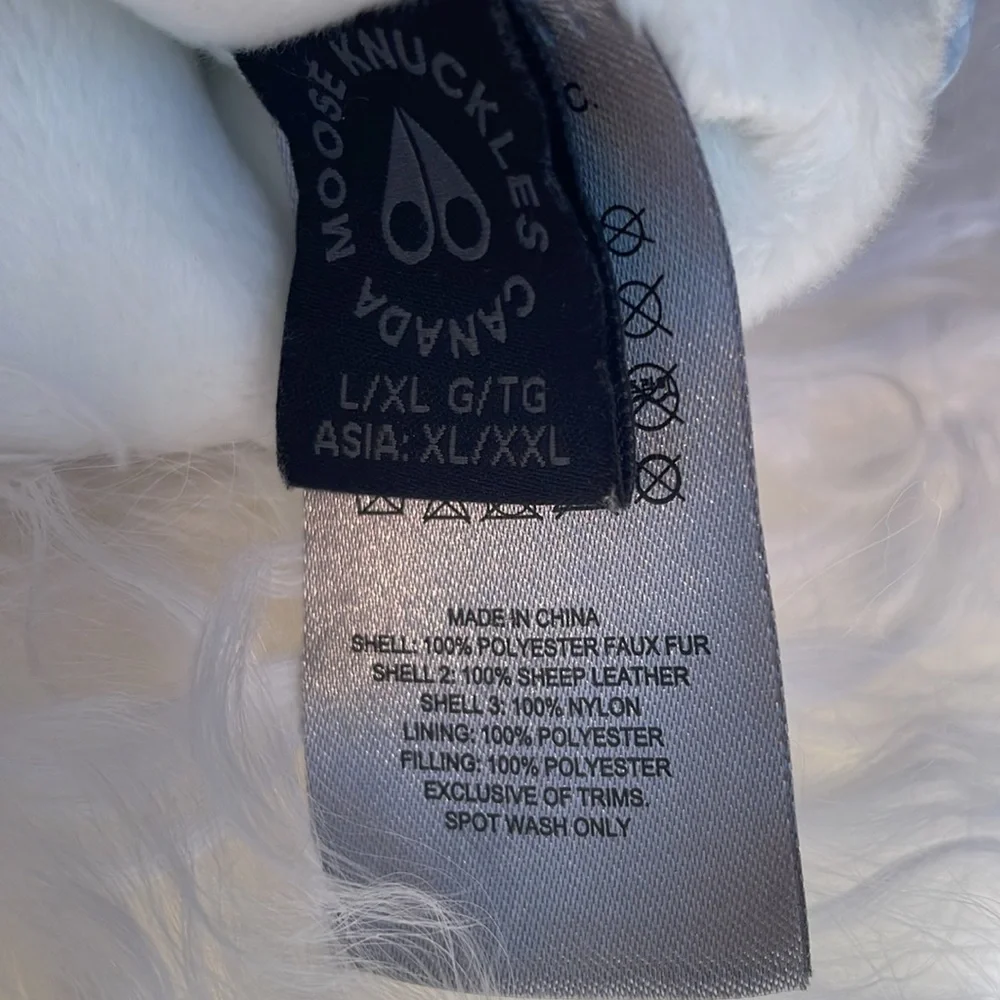 MOOSE KNUCKLES CANADA
L/XL G/TG
ASIA: XL/XXL
C.
MADE IN CHINA
SHELL: 100% POLYESTER FAUX FUR
SHELL 2: 100% SHEEP LEATHER
SHELL 3: 100% NYLON
LINING: 100% POLYESTER
FILLING: 100% POLYESTER
EXCLUSIVE OF TRIMS.
SPOT WASH ONLY